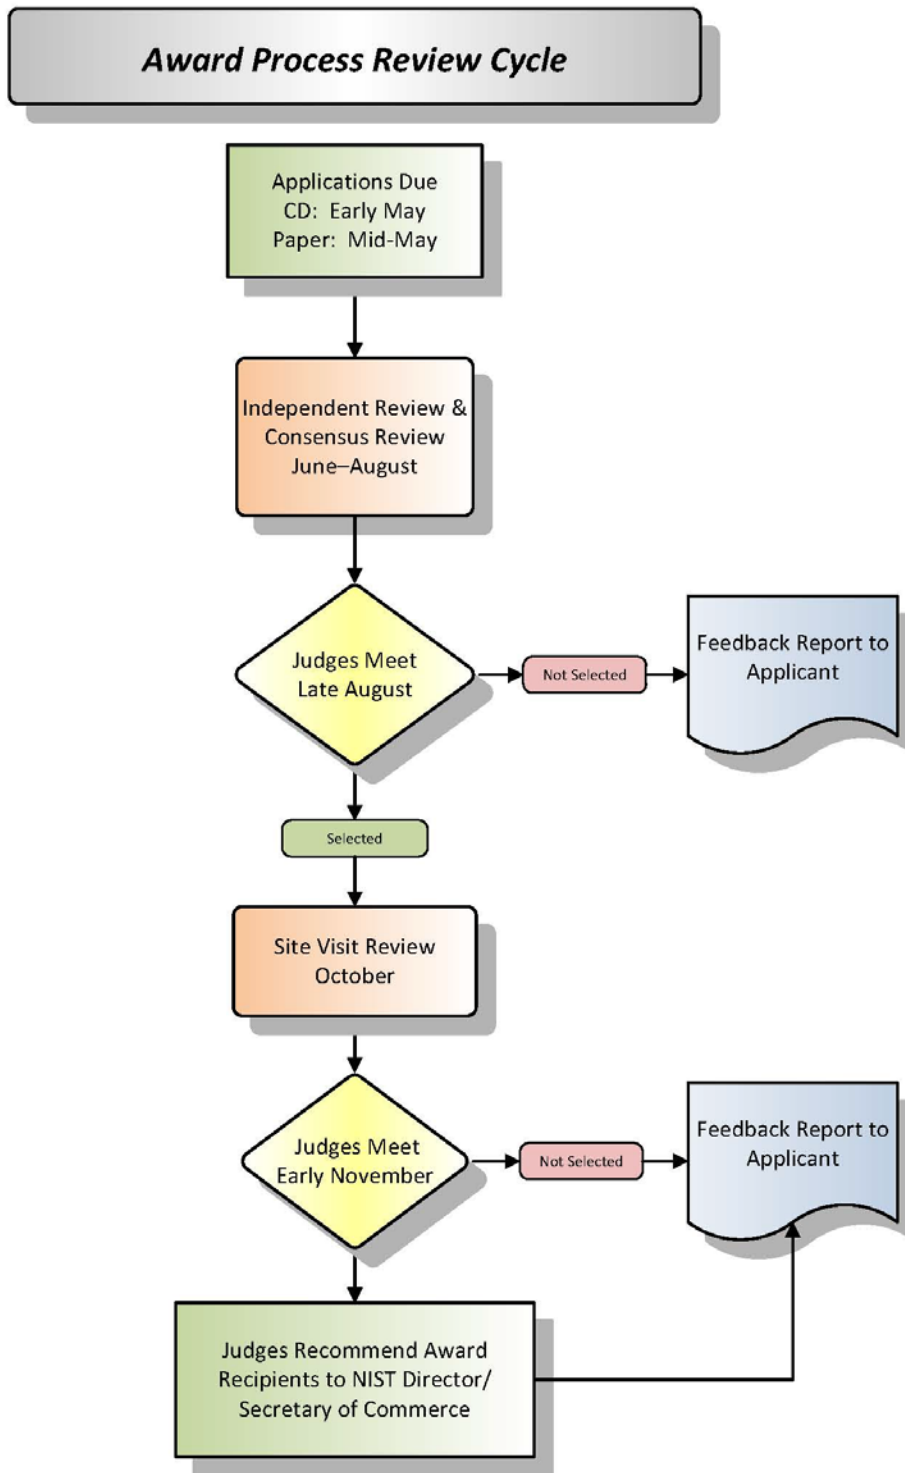 Award Process Review Cycle
Applications Due
CD: Early May
Paper: Mid-May
Independent Review &
Consensus Review
June–August
Judges Meet
Late August
Not Selected
Feedback Report to
Applicant
Selected
Site Visit Review
October
Judges Meet
Early November
Not Selected
Feedback Report to
Applicant
Judges Recommend Award
Recipients to NIST Director/
Secretary of Commerce